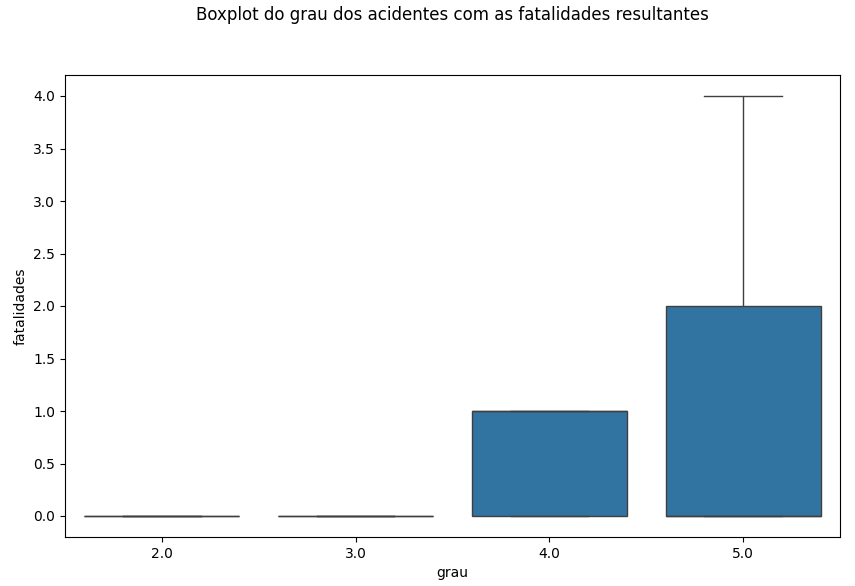 Boxplot do grau dos acidentes com as fatalidades resultantes
4.0
3.5
3.0
2.5
2.0
1.5
1.0
0.5
0.0
fatalidades
2.0 3.0 4.0 5.0
grau